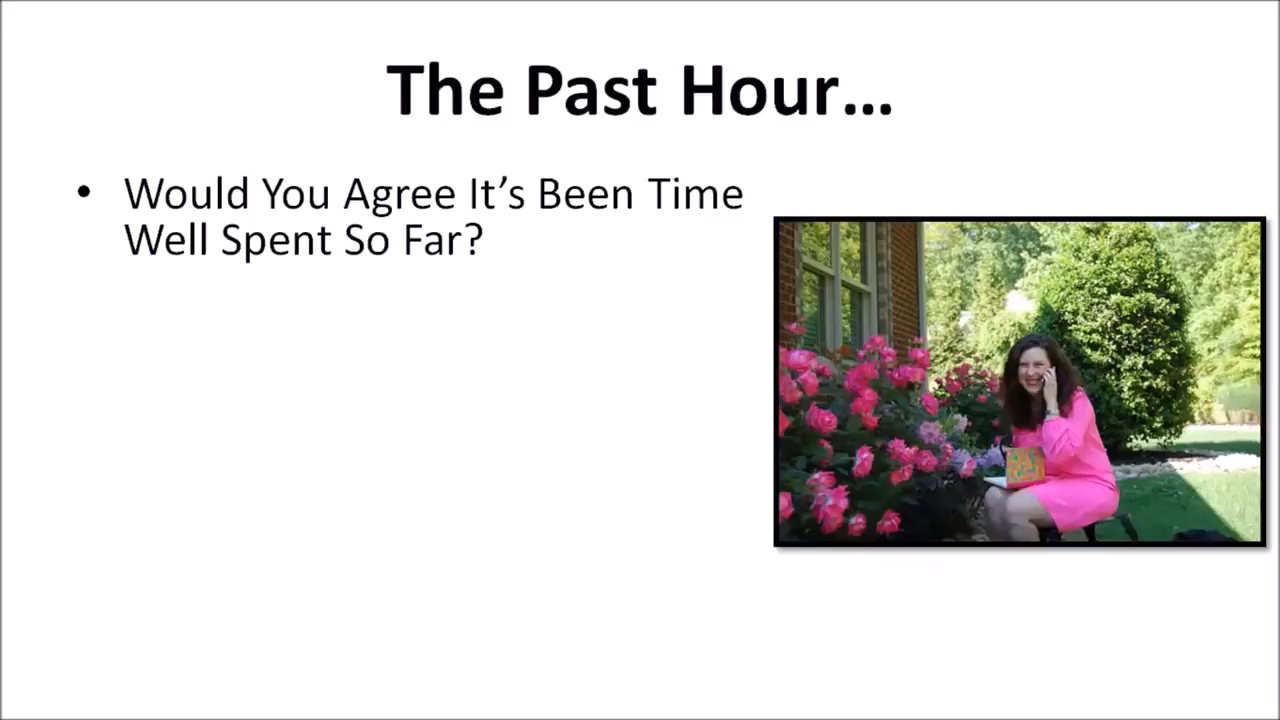 The Past Hour...
• Would You Agree It’s Been Time
Well Spent So Far?